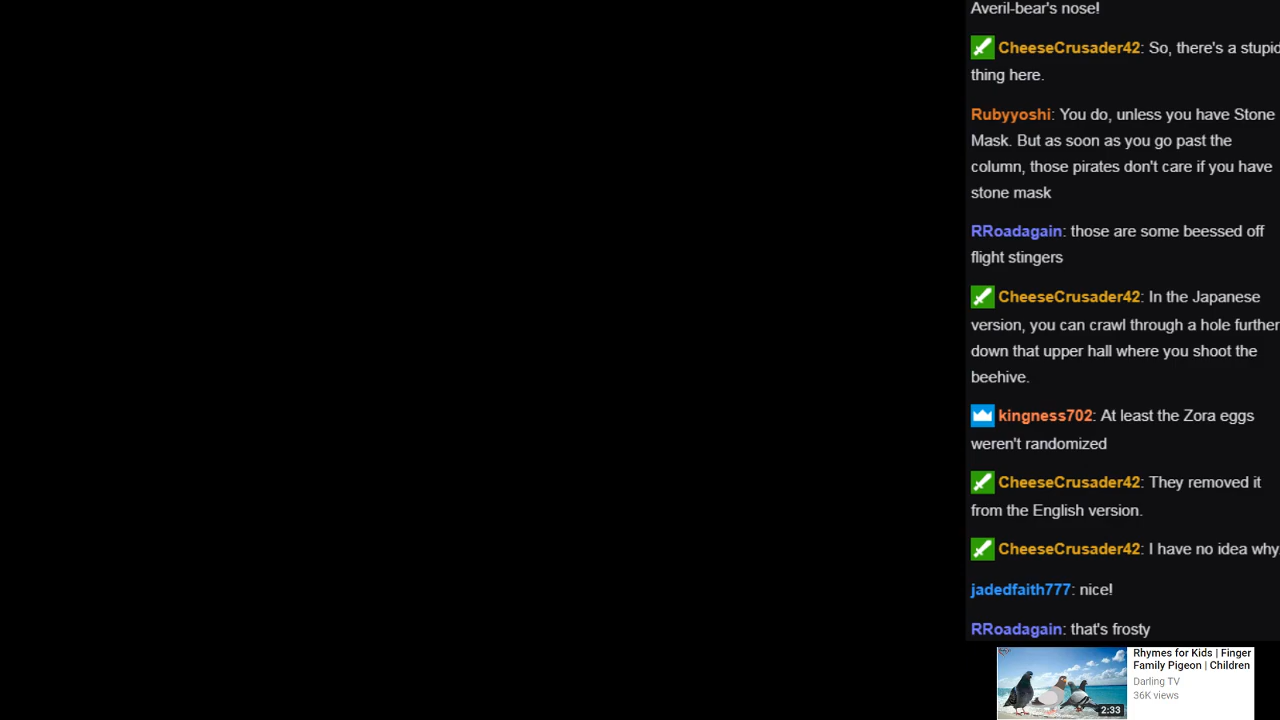 Averil-bear's nose!
CheeseCrusader42: So, there's a stupid
thing here.
Rubyyoshi: You do, unless you have Stone
Mask. But as soon as you go past the
column, those pirates don't care if you have
stone mask
RRoadagain: those are some beessed off
flight stingers
CheeseCrusader42: In the Japanese
version, you can crawl through a hole further
down that upper hall where you shoot the
beehive.
kingness702: At least the Zora eggs
weren't randomized
CheeseCrusader42: They removed it
from the English version.
CheeseCrusader42: I have no idea why
jadedfaith777: nice!
RRoadagain: that's frosty
Rhymes for Kids | Finger
Family Pigeon | Children
Darling TV
36K views
2:33